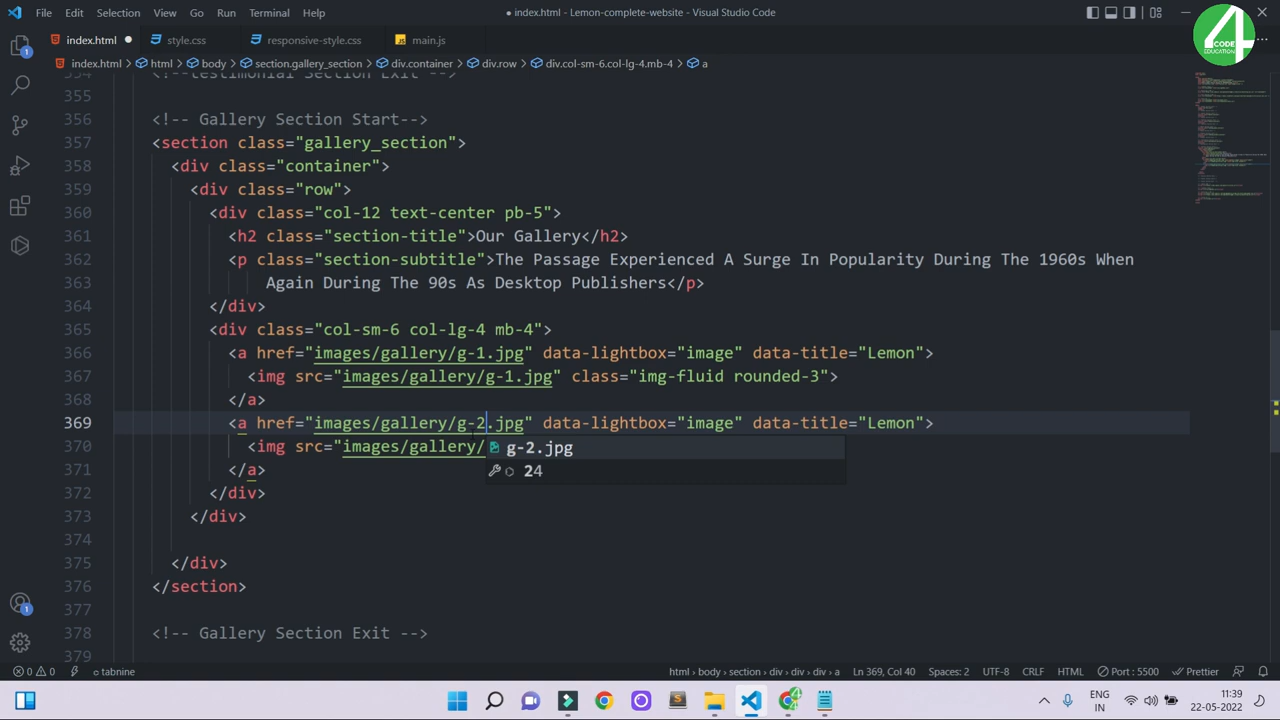 File Edit Selection View Go Run Terminal Help
● index.html - Lemon-complete-website - Visual Studio Code
4
CODE
EDUCATION
index.html ● style.css responsive-style.css main.js
index.html > html > body > section.gallery_section > div.container > div.row > div.col-sm-6.col-lg-4.mb-4 > a
354 <!--testimonial Section Exit -->
355
356 <!-- Gallery Section Start-->
357 <section class="gallery_section">
358 <div class="container">
359 <div class="row">
360 <div class="col-12 text-center pb-5">
361 <h2 class="section-title">Our Gallery</h2>
362 <p class="section-subtitle">The Passage Experienced A Surge In Popularity During The 1960s When
363 Again During The 90s As Desktop Publishers</p>
364 </div>
365 <div class="col-sm-6 col-lg-4 mb-4">
366 <a href="images/gallery/g-1.jpg" data-lightbox="image" data-title="Lemon">
367 <img src="images/gallery/g-1.jpg" class="img-fluid rounded-3">
368 </a>
369 <a href="images/gallery/g-2.jpg" data-lightbox="image" data-title="Lemon">
370 <img src="images/gallery/ g-2.jpg
24
371 </a>
372 </div>
373 </div>
374
375 </div>
376 </section>
377
378 <!-- Gallery Section Exit -->
379
1
1
0 0 tabnine html > body > section > div > div > div > a Ln 369, Col 40 Spaces: 2 UTF-8 CRLF HTML Port : 5500 Prettier
ENG
IN
11:39
22-05-2022